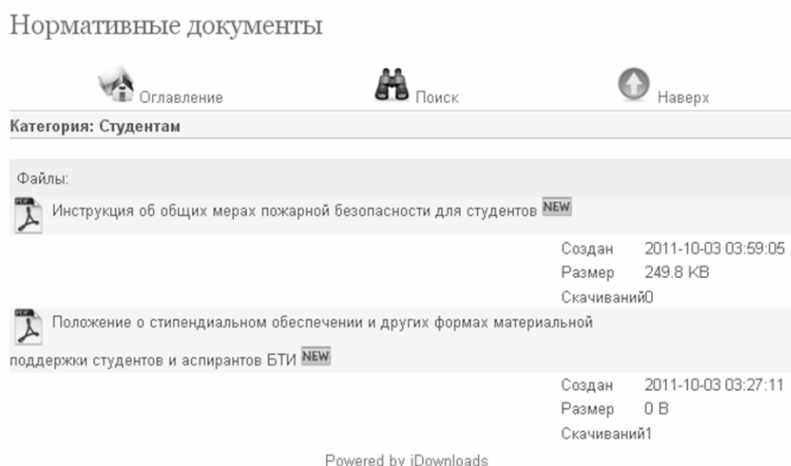 Нормативные документы
Оглавление Поиск Наверх
Категория: Студентам
Файлы:
PDF Инструкция об общих мерах пожарной безопасности для студентов NEW
Создан 2011-10-03 03:59:05
Размер 249.8 KB
Скачиваний0
PDF Положение о стипендиальном обеспечении и других формах материальной
поддержки студентов и аспирантов БТИ NEW
Создан 2011-10-03 03:27:11
Размер 0 B
Скачиваний1
Powered by iDownloads